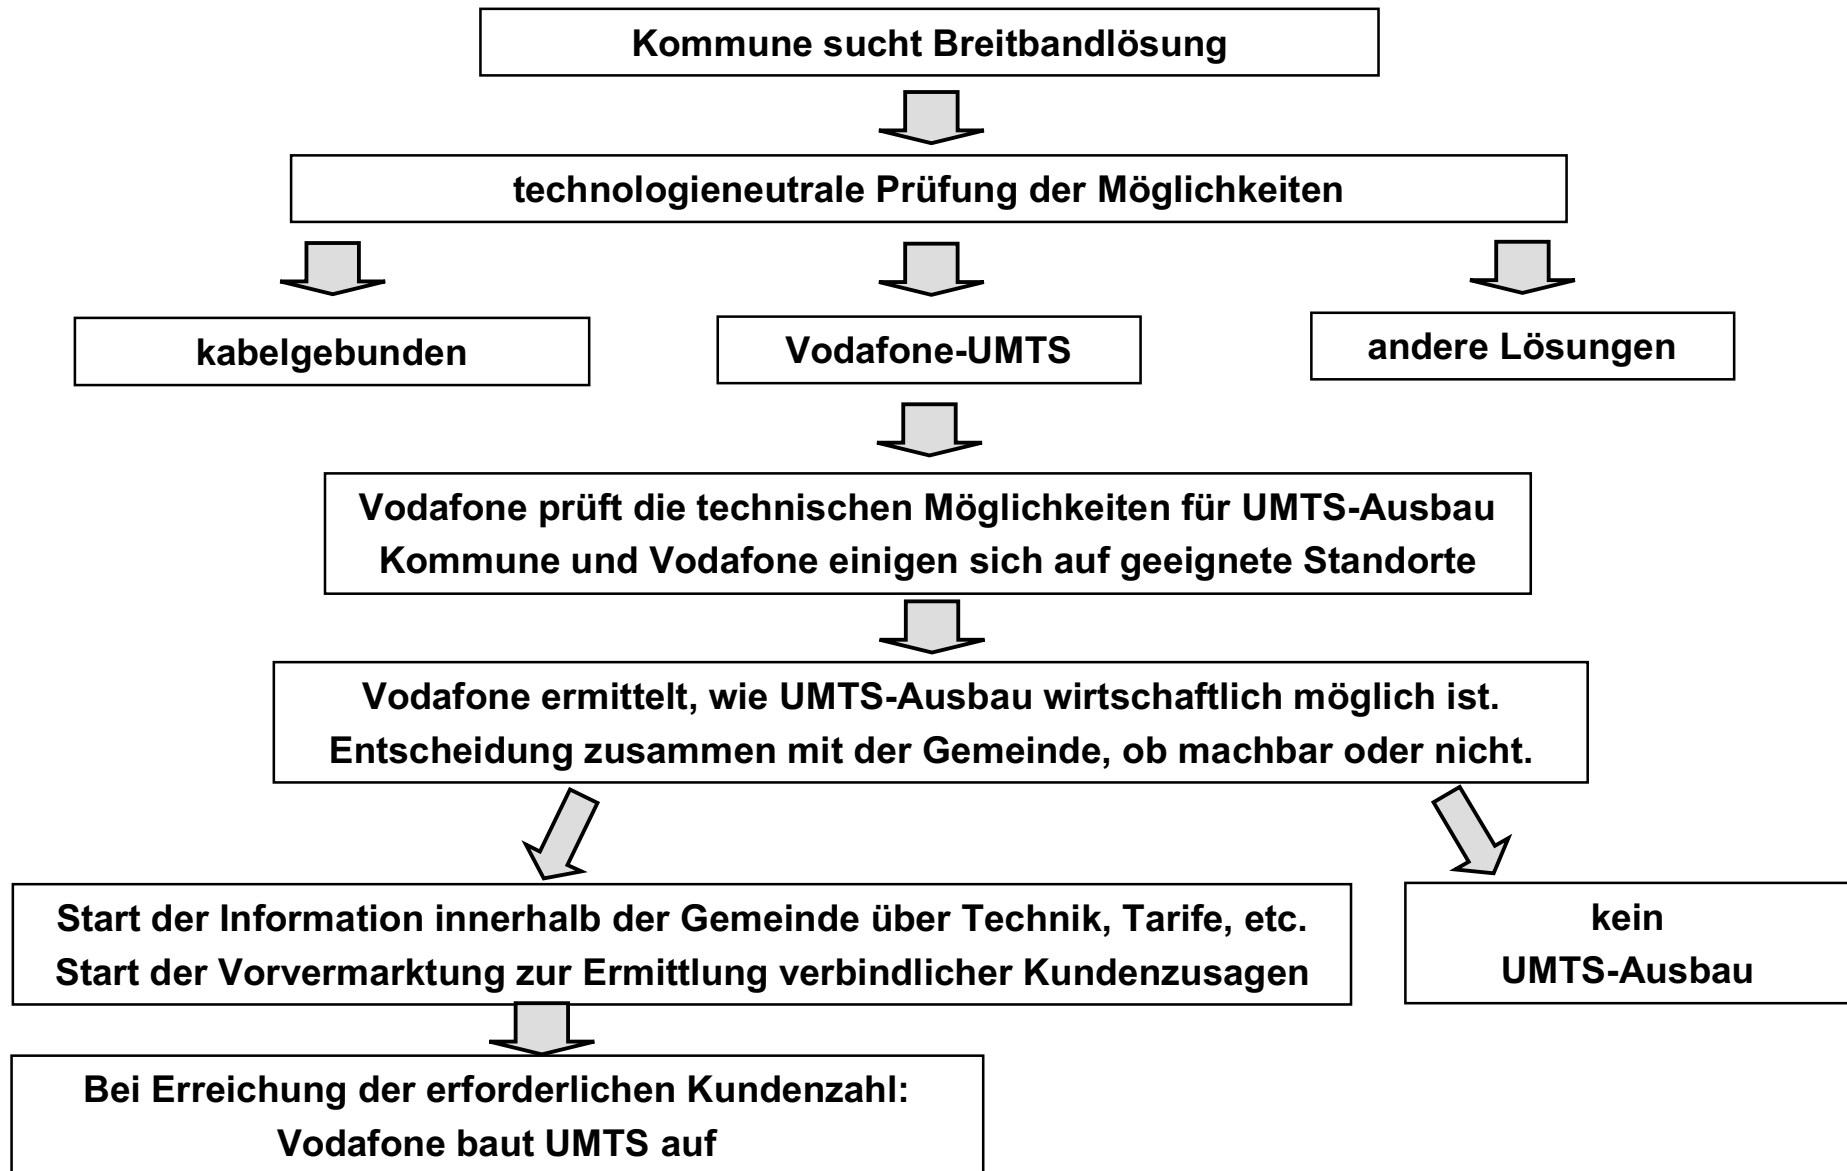 Kommune sucht Breitbandlösung
technologieneutrale Prüfung der Möglichkeiten
kabelgebunden
Vodafone-UMTS
andere Lösungen
Vodafone prüft die technischen Möglichkeiten für UMTS-Ausbau
Kommune und Vodafone einigen sich auf geeignete Standorte
Vodafone ermittelt, wie UMTS-Ausbau wirtschaftlich möglich ist.
Entscheidung zusammen mit der Gemeinde, ob machbar oder nicht.
Start der Information innerhalb der Gemeinde über Technik, Tarife, etc.
Start der Vorvermarktung zur Ermittlung verbindlicher Kundenzusagen
kein
UMTS-Ausbau
Bei Erreichung der erforderlichen Kundenzahl:
Vodafone baut UMTS auf